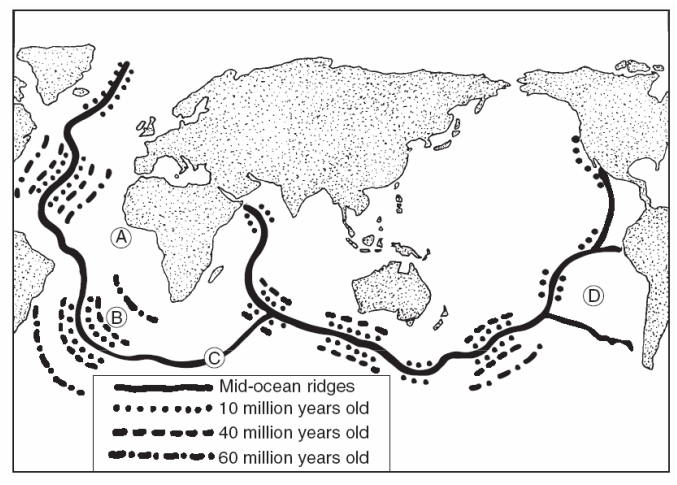 A
B
C
D
Mid-ocean ridges
10 million years old
40 million years old
60 million years old